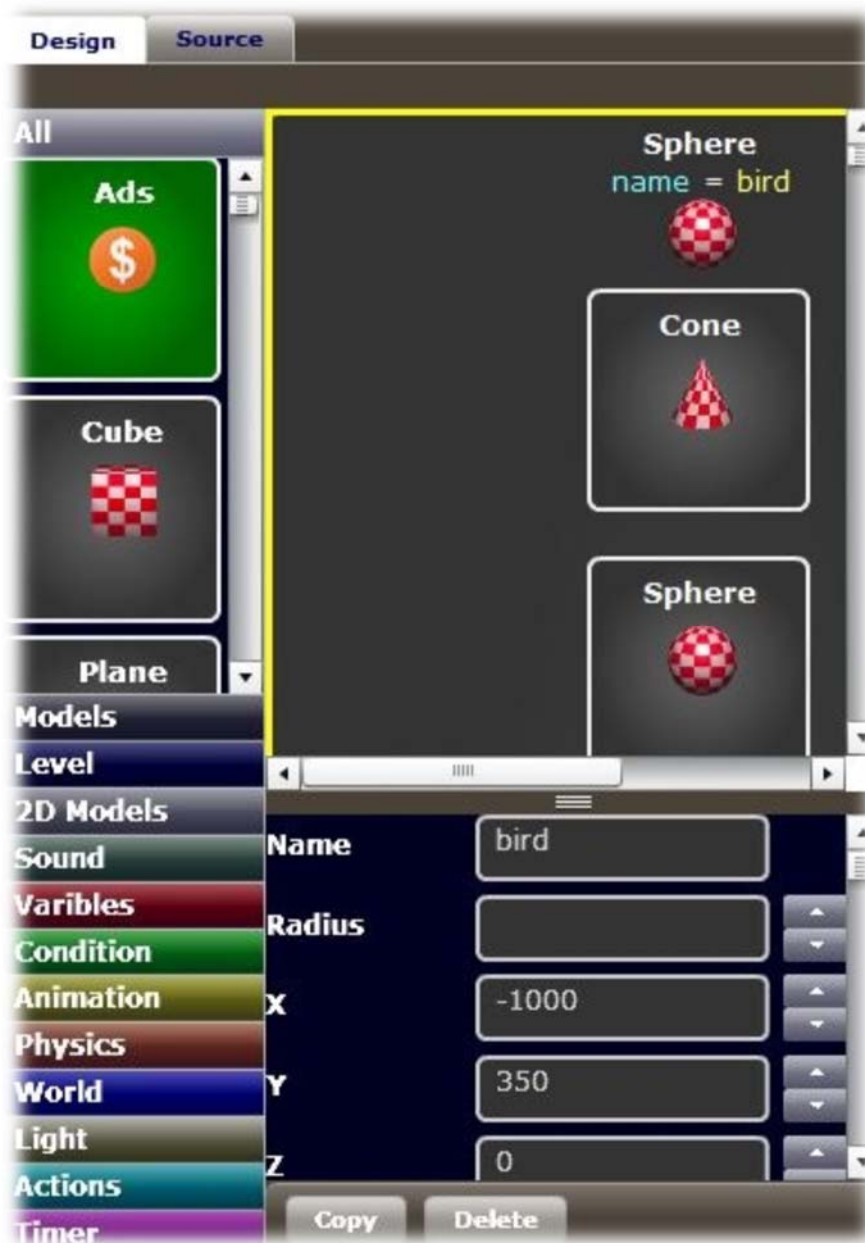 Design
Source
All
Ads
$
Cube
Plane
Models
Level
2D Models
Sound
Varibles
Condition
Animation
Physics
World
Light
Actions
Timer
Sphere
name = bird
Cone
Sphere
Name
bird
Radius
X
-1000
Y
350
Z
0
Copy
Delete